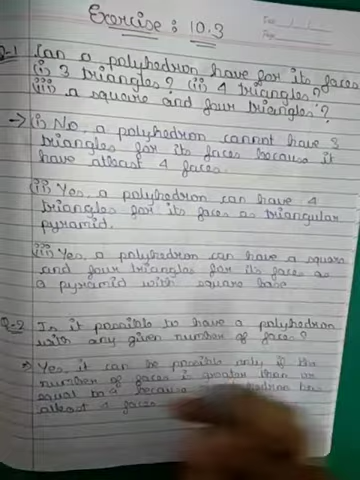 Exercise : 10.3
Date
Page
Q-1 Can a polyhedron have for its faces
(i) 3 triangles? (ii) 4 triangles?
(iii) a square and four triangles?
→ (i) No, a polyhedron cannot have 3
triangles for its faces because it
have atleast 4 faces.
(ii) Yes, a polyhedron can have 4
triangles for its faces as triangular
pyramid.
(iii) Yes, a polyhedron can have a square
and four triangles for its faces as
a pyramid with square base
Q-2 Is it possible to have a polyhedron
with any given number of faces?
→ Yes, it can be possible only if the
number of faces is greater than or
equal to 4 because
atleast 4 faces